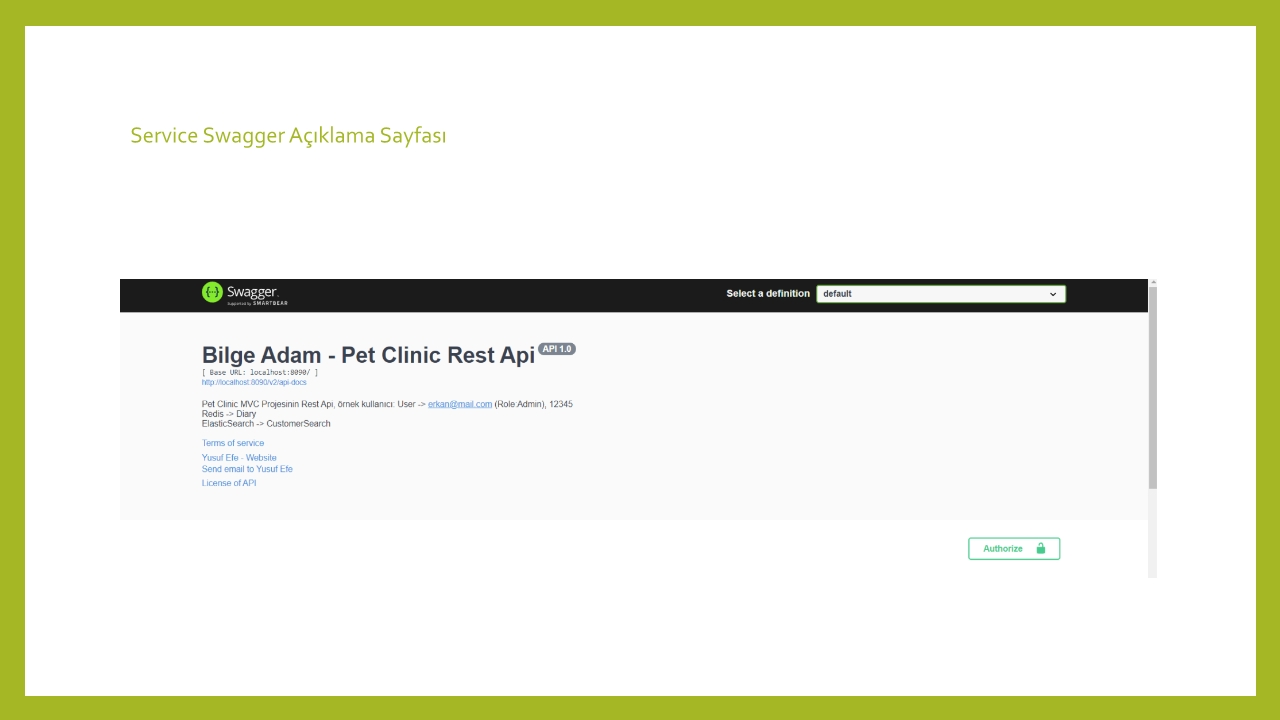 Service Swagger Açıklama Sayfası
Swagger.
Supported by SMARTBEAR
Select a definition
default
Bilge Adam - Pet Clinic Rest Api API 1.0
[ Base URL: localhost:8090/ ]
http://localhost:8090/v2/api-docs
Pet Clinic MVC Projesinin Rest Apı, örnek kullanıcı: User -> erkan@mail.com (Role:Admin), 12345
Redis -> Diary
ElasticSearch -> CustomerSearch
Terms of service
Yusuf Efe - Website
Send email to Yusuf Efe
License of API
Authorize